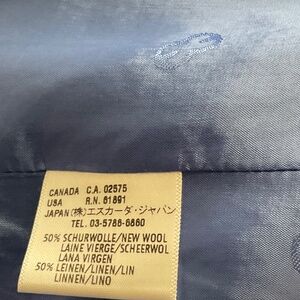 CANADA C.A. 02575
USA R.N. 61891
JAPAN(株)エスカーダ・ジャパン
TEL. 03-5786-6860
50% SCHURWOLLE/NEW WOOL
LAINE VIERGE/SCHEERWOL
LANA VIRGEN
50% LEINEN/LINEN/LIN
LINNEN/LINO